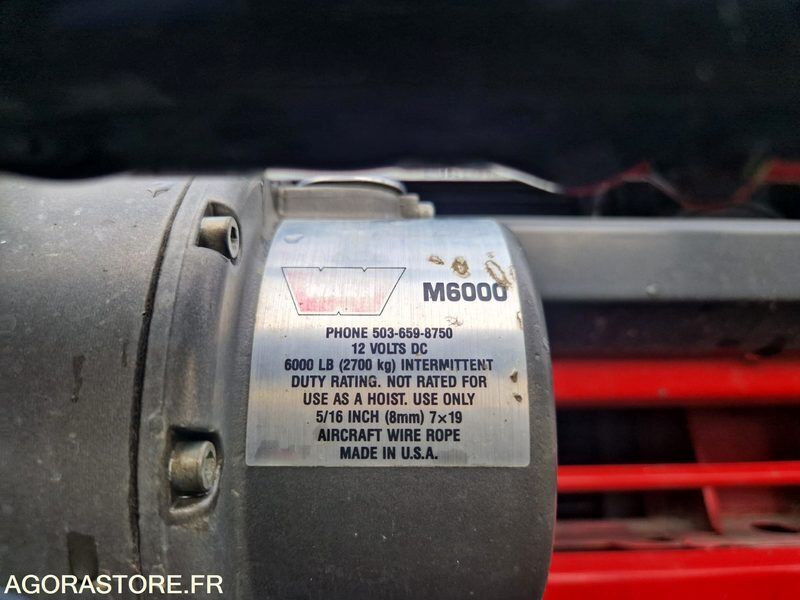 WARN
M6000
PHONE 503-659-8750
12 VOLTS DC
6000 LB (2700 kg) INTERMITTENT
DUTY RATING. NOT RATED FOR
USE AS A HOIST. USE ONLY
5/16 INCH (8mm) 7×19
AIRCRAFT WIRE ROPE
MADE IN U.S.A.
AGORASTORE.FR